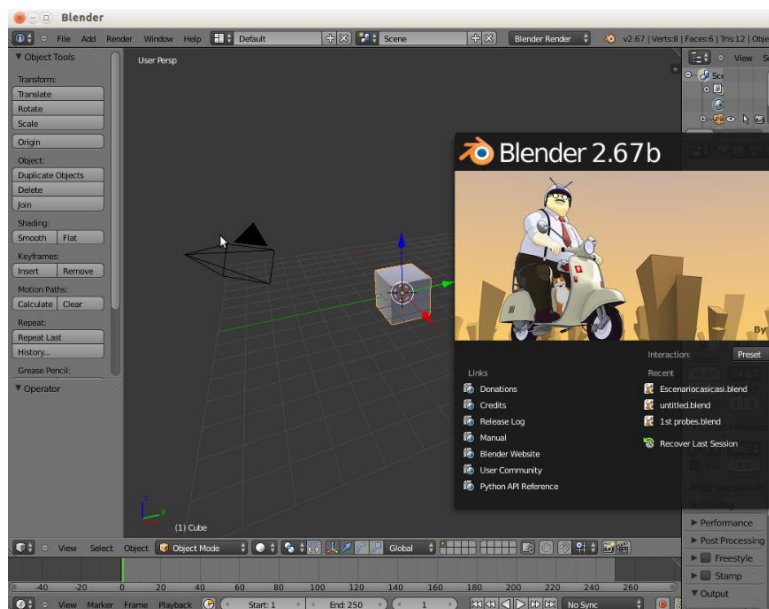 Blender
File Add Render Window Help Default Scene Blender Render v2.67 | Verts:8 | Faces:6 | Tris:12 | Obje
Object Tools
User Persp
View
Transform:
Translate
Rotate
Scale
Origin
Object:
Duplicate Objects
Delete
Join
Shading:
Smooth Flat
Keyframes:
Insert Remove
Motion Paths:
Calculate Clear
Repeat:
Repeat Last
History...
Grease Pencil:
Operator
Blender 2.67b
By
Interaction: Preset
Links
Donations
Credits
Release Log
Manual
Blender Website
User Community
Python API Reference
Recent
Escenariocasicasi.blend
untitled.blend
1st probes.blend
Recover Last Session
(1) Cube
Performance
Post Processing
Freestyle
Stamp
Output
View Select Object Object Mode Global
-40 -20 0 20 40 60 80 100 120 140 160 180 200 220 240 260
View Marker Frame Playback Start: 1 End: 250 1 No Sync